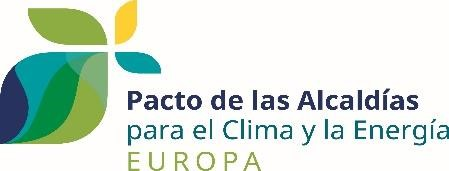 Pacto de las Alcaldías
para el Clima y la Energía
EUROPA